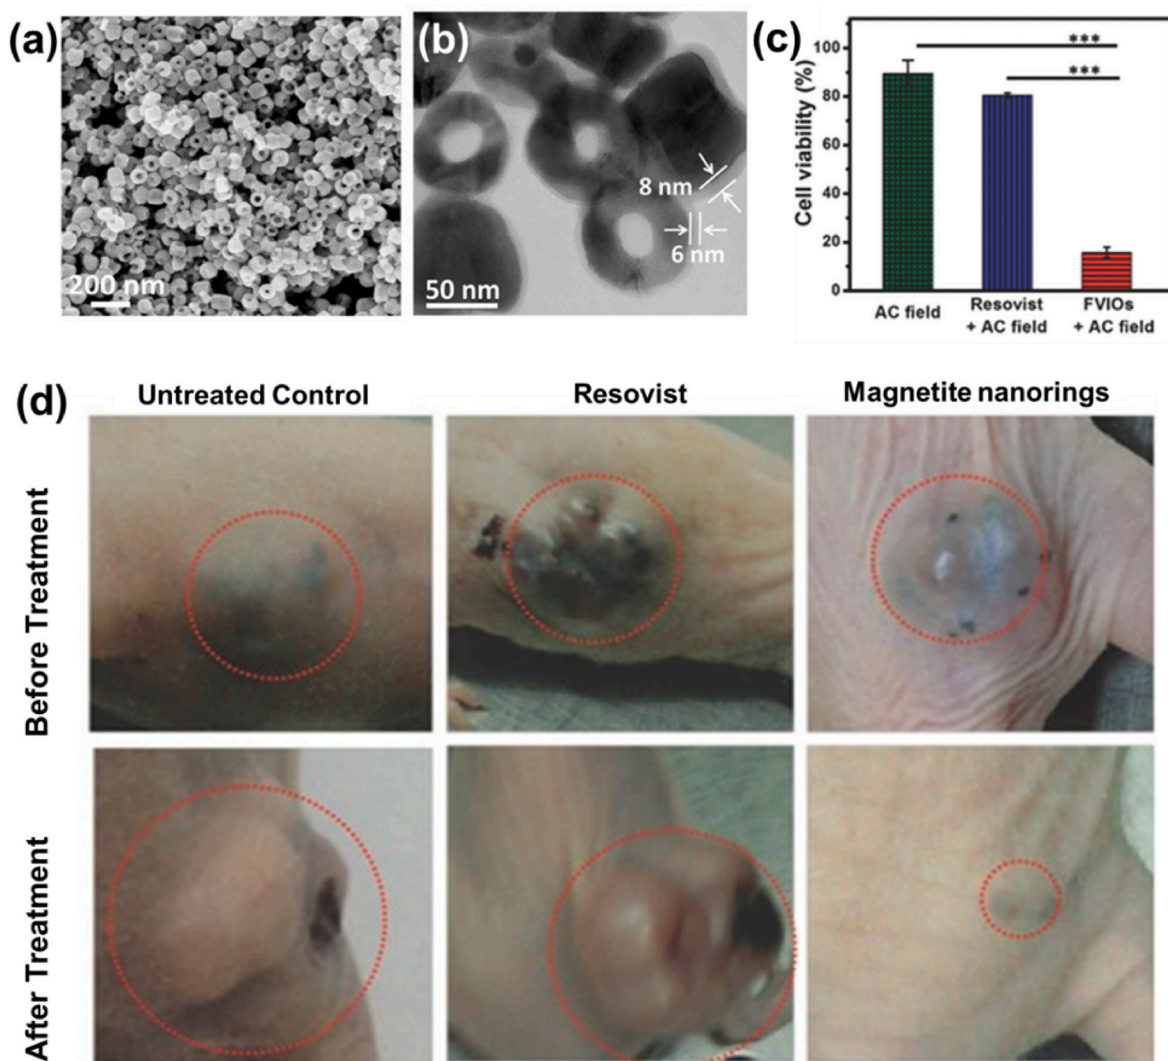 (a)
200 nm
(b)
8 nm
6 nm
50 nm
(c)
Cell viability (%)
100
80
60
40
20
0
***
***
AC field
Resovist
+ AC field
FVIOs
+ AC field
(d)
Untreated Control
Resovist
Magnetite nanorings
Before Treatment
After Treatment